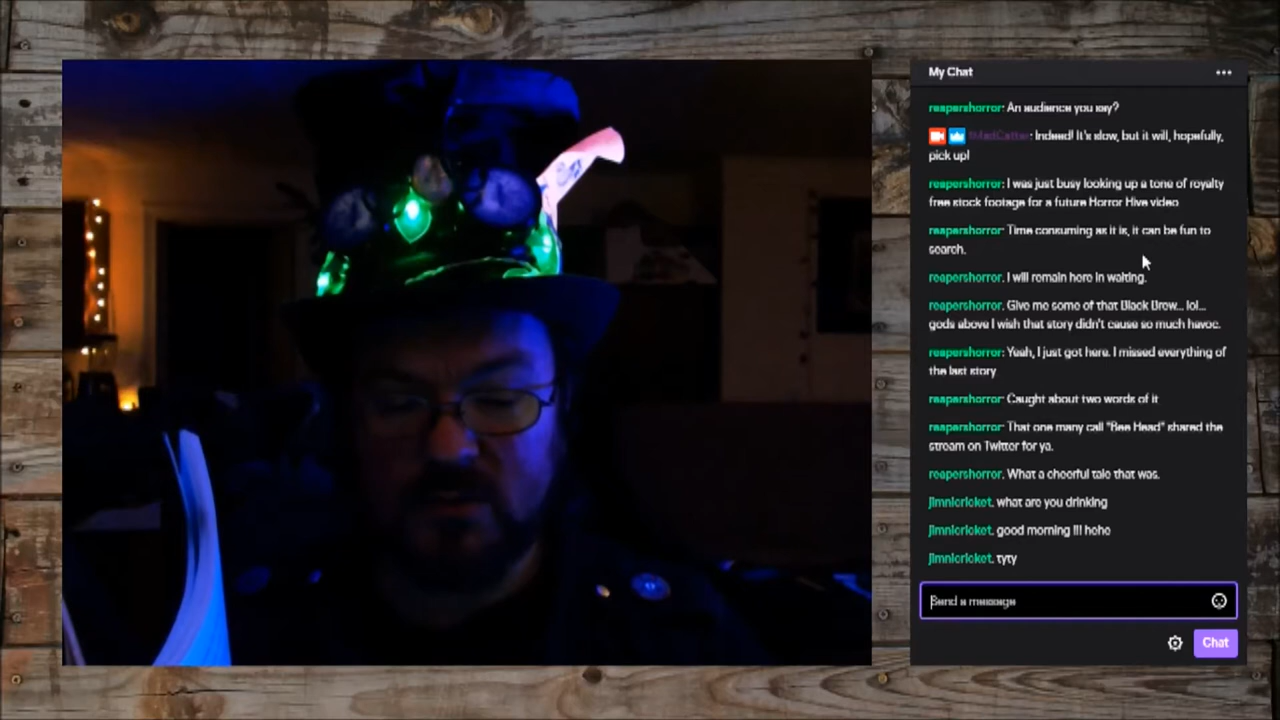 My Chat
reapershorror: An audience you say?
: Indeed! It's slow, but it will, hopefully,
pick up!
reapershorror: I was just busy looking up a tone of royalty
free stock footage for a future Horror Hive video
reapershorror: Time consuming as it is, it can be fun to
search.
reapershorror: I will remain here in waiting.
reapershorror: Give me some of that Black Brew... lol...
gods above I wish that story didn't cause so much havoc.
reapershorror: Yeah, I just got here. I missed everything of
the last story
reapershorror: Caught about two words of it
reapershorror: That one many call "Bee Head" shared the
stream on Twitter for ya.
reapershorror: What a cheerful tale that was.
jimnicricket: what are you drinking
jimnicricket: good morning !!! hehe
jimnicricket: tyty
Send a message
Chat